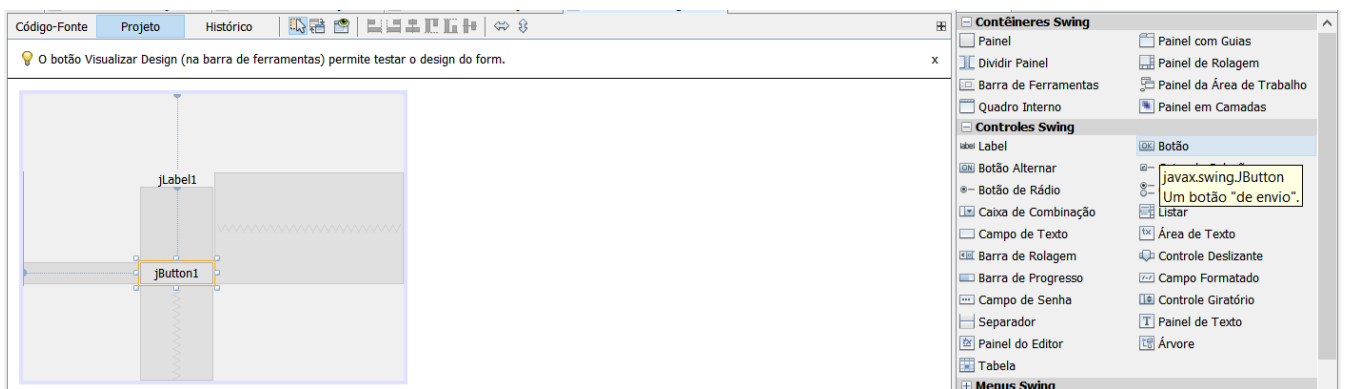 Código-Fonte Projeto Histórico
O botão Visualizar Design (na barra de ferramentas) permite testar o design do form. x
jLabel1
jButton1
Contêineres Swing
Painel Painel com Guias
Dividir Painel Painel de Rolagem
Barra de Ferramentas Painel da Área de Trabalho
Quadro Interno Painel em Camadas
Controles Swing
label Label OK Botão
ON Botão Alternar
javax.swing.JButton
Botão de Rádio
Um botão "de envio".
Caixa de Combinação Listar
Campo de Texto tx Área de Texto
Barra de Rolagem Controle Deslizante
Barra de Progresso Campo Formatado
Campo de Senha Controle Giratório
Separador T Painel de Texto
Painel do Editor Árvore
Tabela
Menus Swing